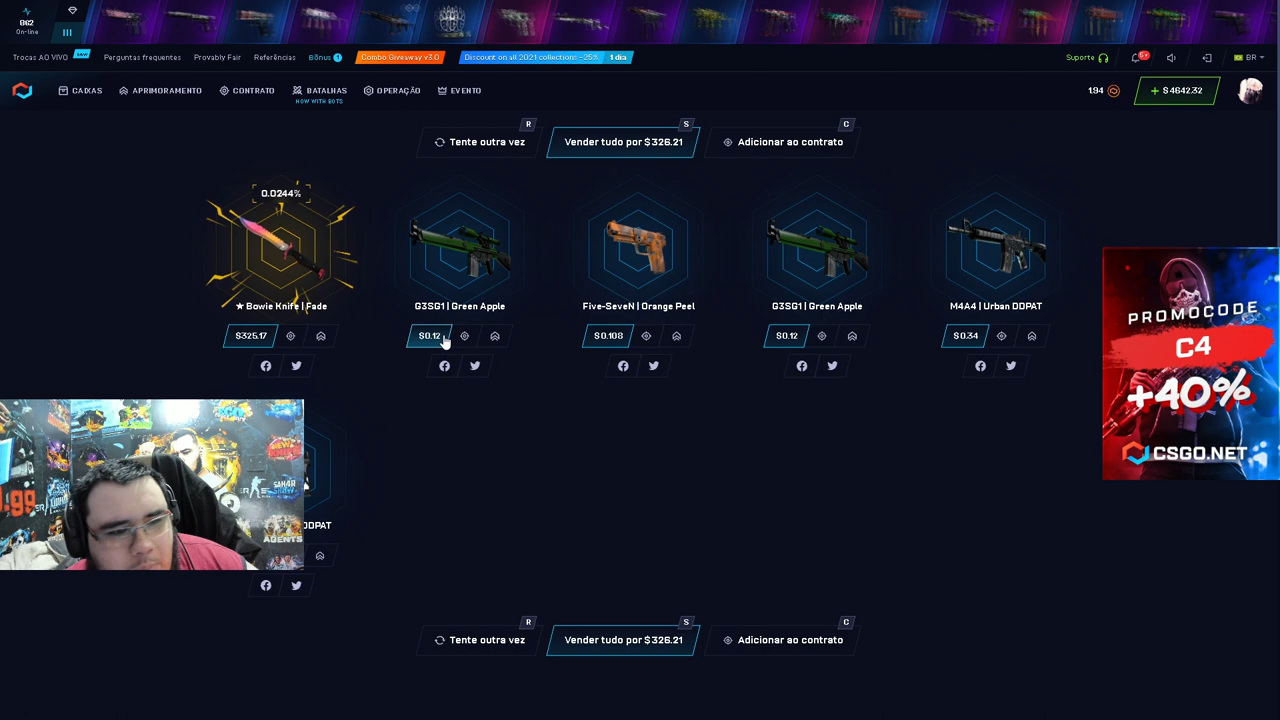 862
On-line
Trocas AO VIVO NEW
Perguntas frequentes
Provably Fair
Referências
Bônus 1
Combo Giveaway v3.0
Discount on all 2021 collections -25% 1 dia
Suporte
5+
BR
CAIXAS
APRIMORAMENTO
CONTRATO
BATALHAS
NOW WITH BOTS
OPERAÇÃO
EVENTO
194
+ $ 4642.32
R
S
C
Tente outra vez
Vender tudo por $ 326.21
Adicionar ao contrato
0.0244%
★ Bowie Knife | Fade
G3SG1 | Green Apple
Five-SeveN | Orange Peel
G3SG1 | Green Apple
M4A4 | Urban DDPAT
$325.17
$0.12
$0.108
$0.12
$0.34
PROMOCODE
C4
+40%
CSGO.NET
DDPAT
AGENTS
R
S
C
Tente outra vez
Vender tudo por $ 326.21
Adicionar ao contrato